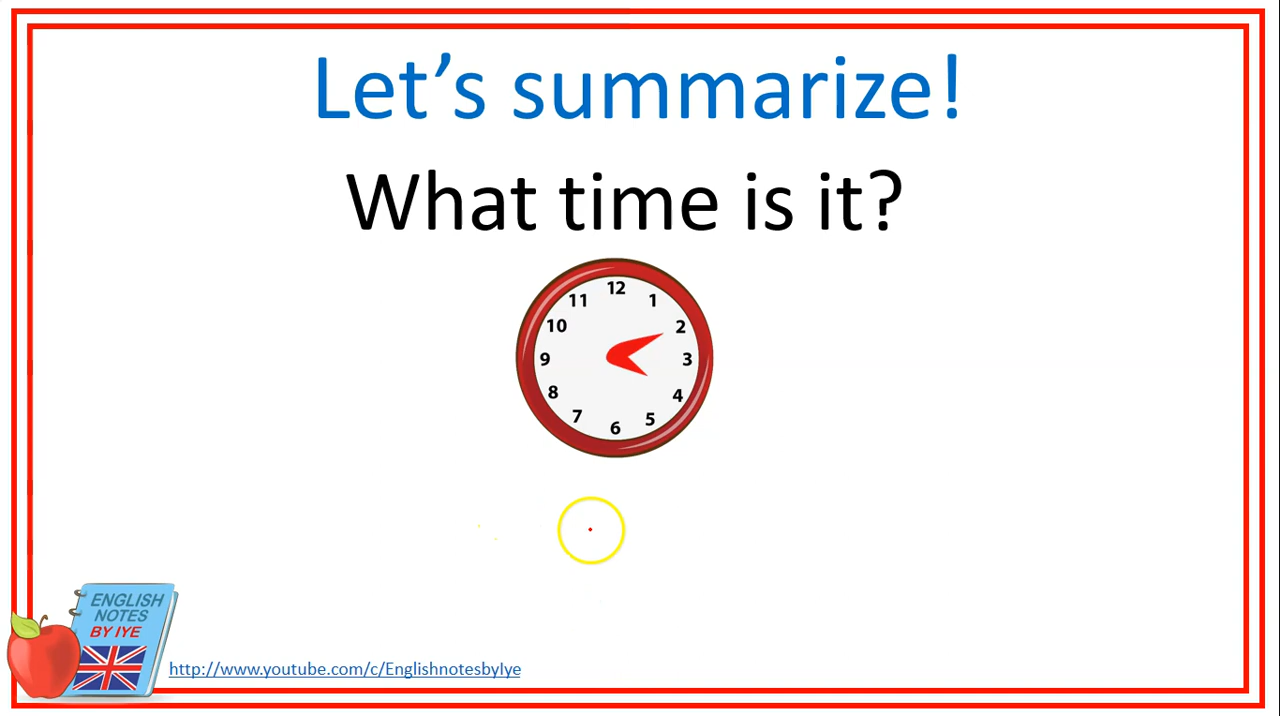 Let's summarize!
What time is it?
12
11 1
10 2
9 3
8 4
7 5
6
ENGLISH
NOTES
BY IYE
http://www.youtube.com/c/EnglishnotesbyIye